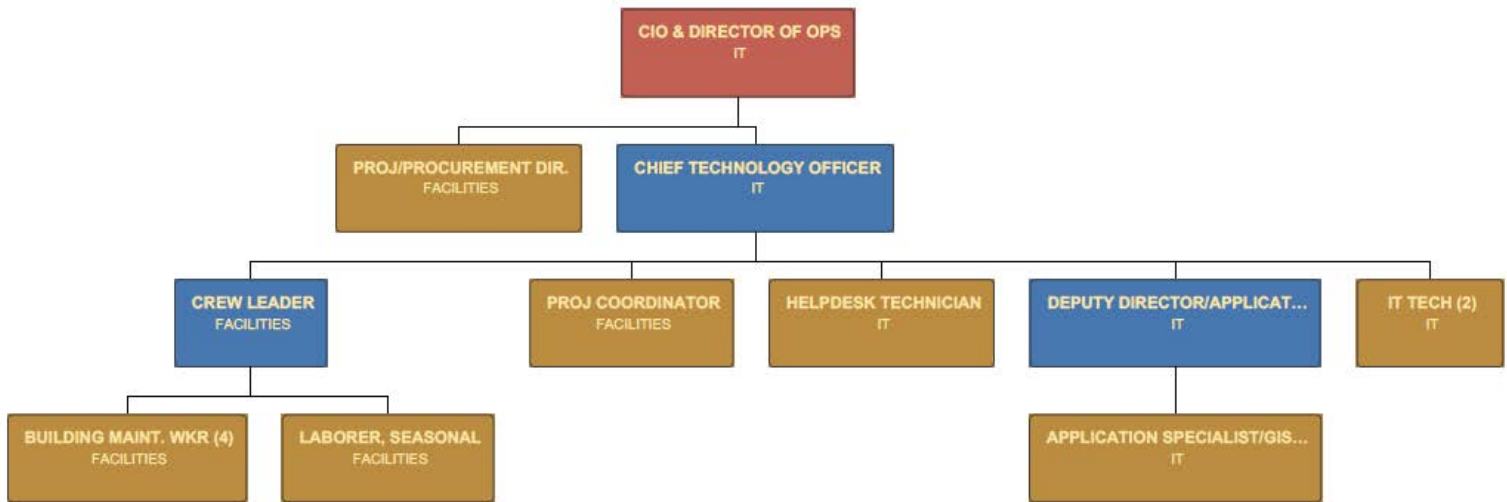 CIO & DIRECTOR OF OPS
IT
PROJ/PROCUREMENT DIR.
FACILITIES
CHIEF TECHNOLOGY OFFICER
IT
CREW LEADER
FACILITIES
PROJ COORDINATOR
FACILITIES
HELPDESK TECHNICIAN
IT
DEPUTY DIRECTOR/APPLICAT...
IT
IT TECH (2)
IT
BUILDING MAINT. WKR (4)
FACILITIES
LABORER, SEASONAL
FACILITIES
APPLICATION SPECIALIST/GIS...
IT